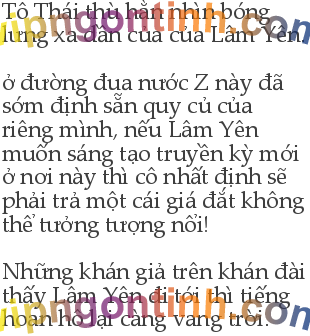 Tô Thái thù hằn nhìn bóng
lưng xa dần của của Lâm Yên,
ở đường đua nước Z này đã
sớm định sẵn quy củ của
riêng mình, nếu Lâm Yên
muốn sáng tạo truyền kỳ mới
ở nơi này thì cô nhất định sẽ
phải trả một cái giá đắt không
thể tưởng tượng nổi!
Những khán giả trên khán đài
thấy Lâm Yên đi tới thì tiếng
hoan hô lại càng vang trời.